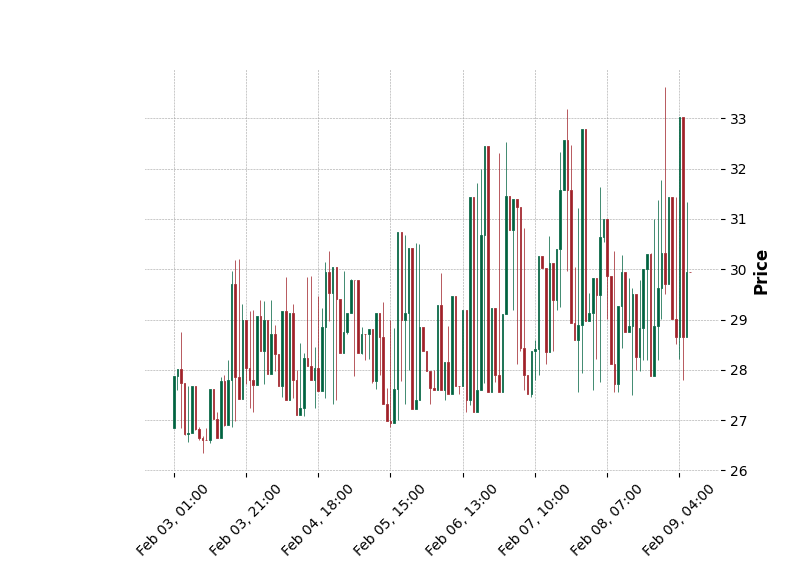 33
32
31
30
29
28
27
26
Price
Feb 03, 01:00
Feb 03, 21:00
Feb 04, 18:00
Feb 05, 15:00
Feb 06, 13:00
Feb 07, 10:00
Feb 08, 07:00
Feb 09, 04:00